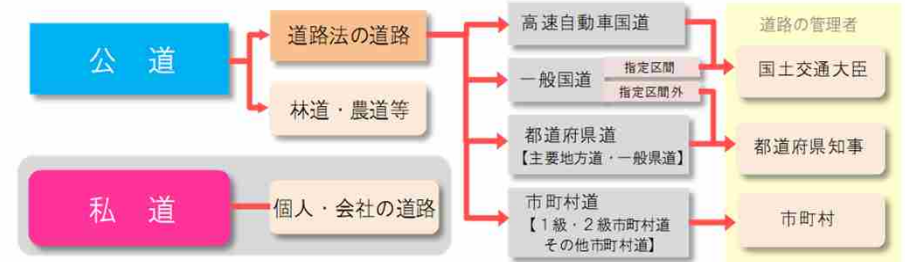 公 道
道路法の道路
林道・農道等
私 道
個人・会社の道路
高速自動車国道
一般国道
指定区間
指定区間外
都道府県道
【主要地方道・一般県道】
市町村道
【１級・２級市町村道
その他市町村道】
道路の管理者
国土交通大臣
都道府県知事
市町村